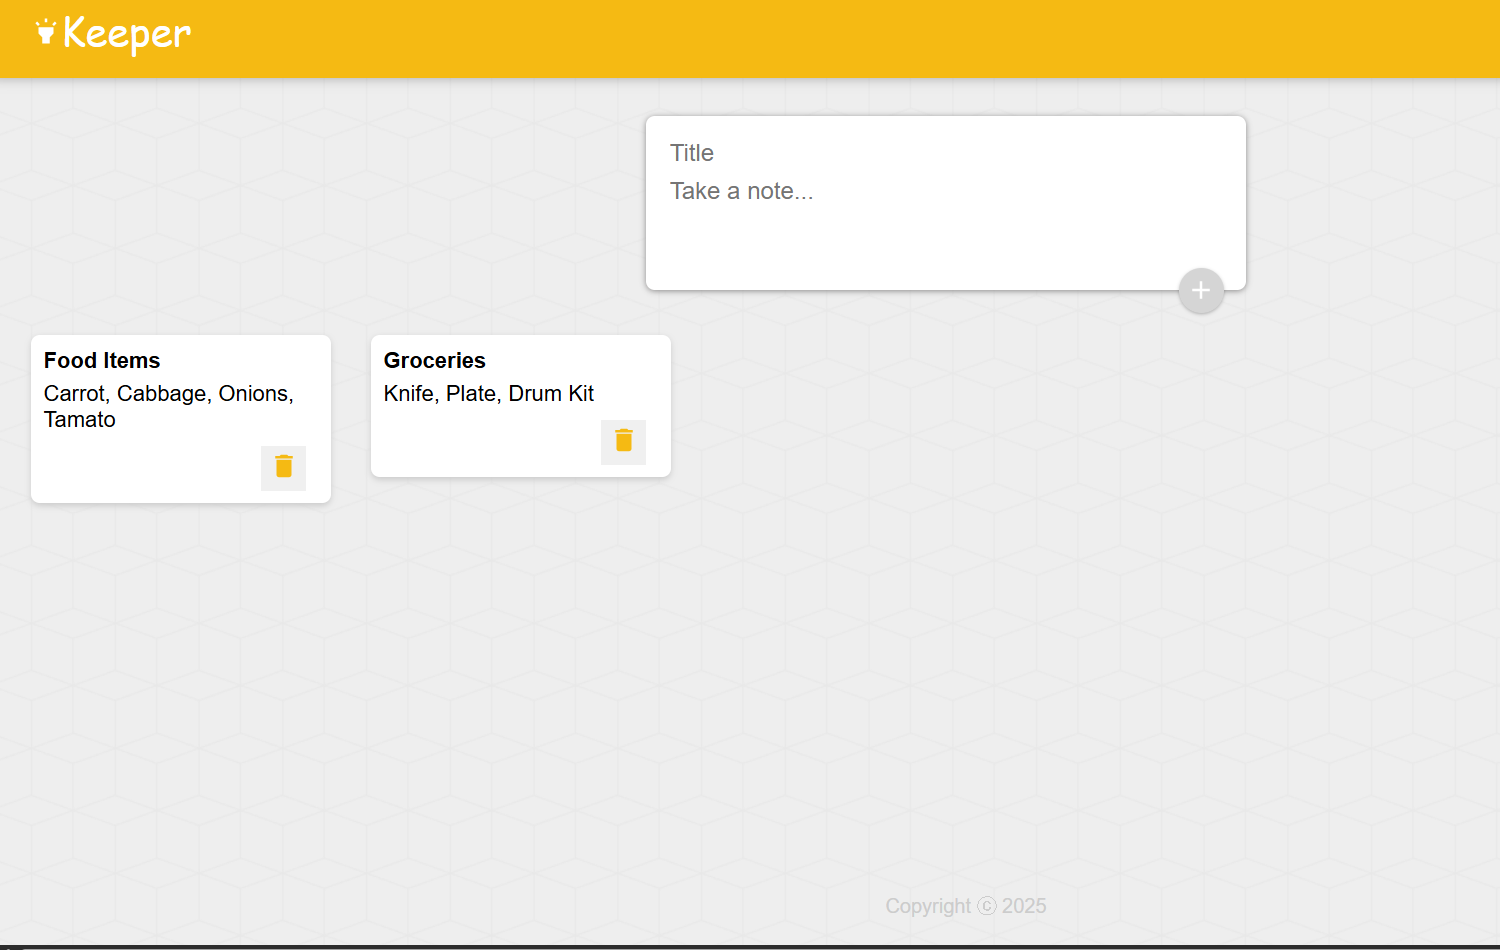 Keeper
Title
Take a note...
Food Items
Carrot, Cabbage, Onions,
Tamato
Groceries
Knife, Plate, Drum Kit
Copyright ⓒ 2025